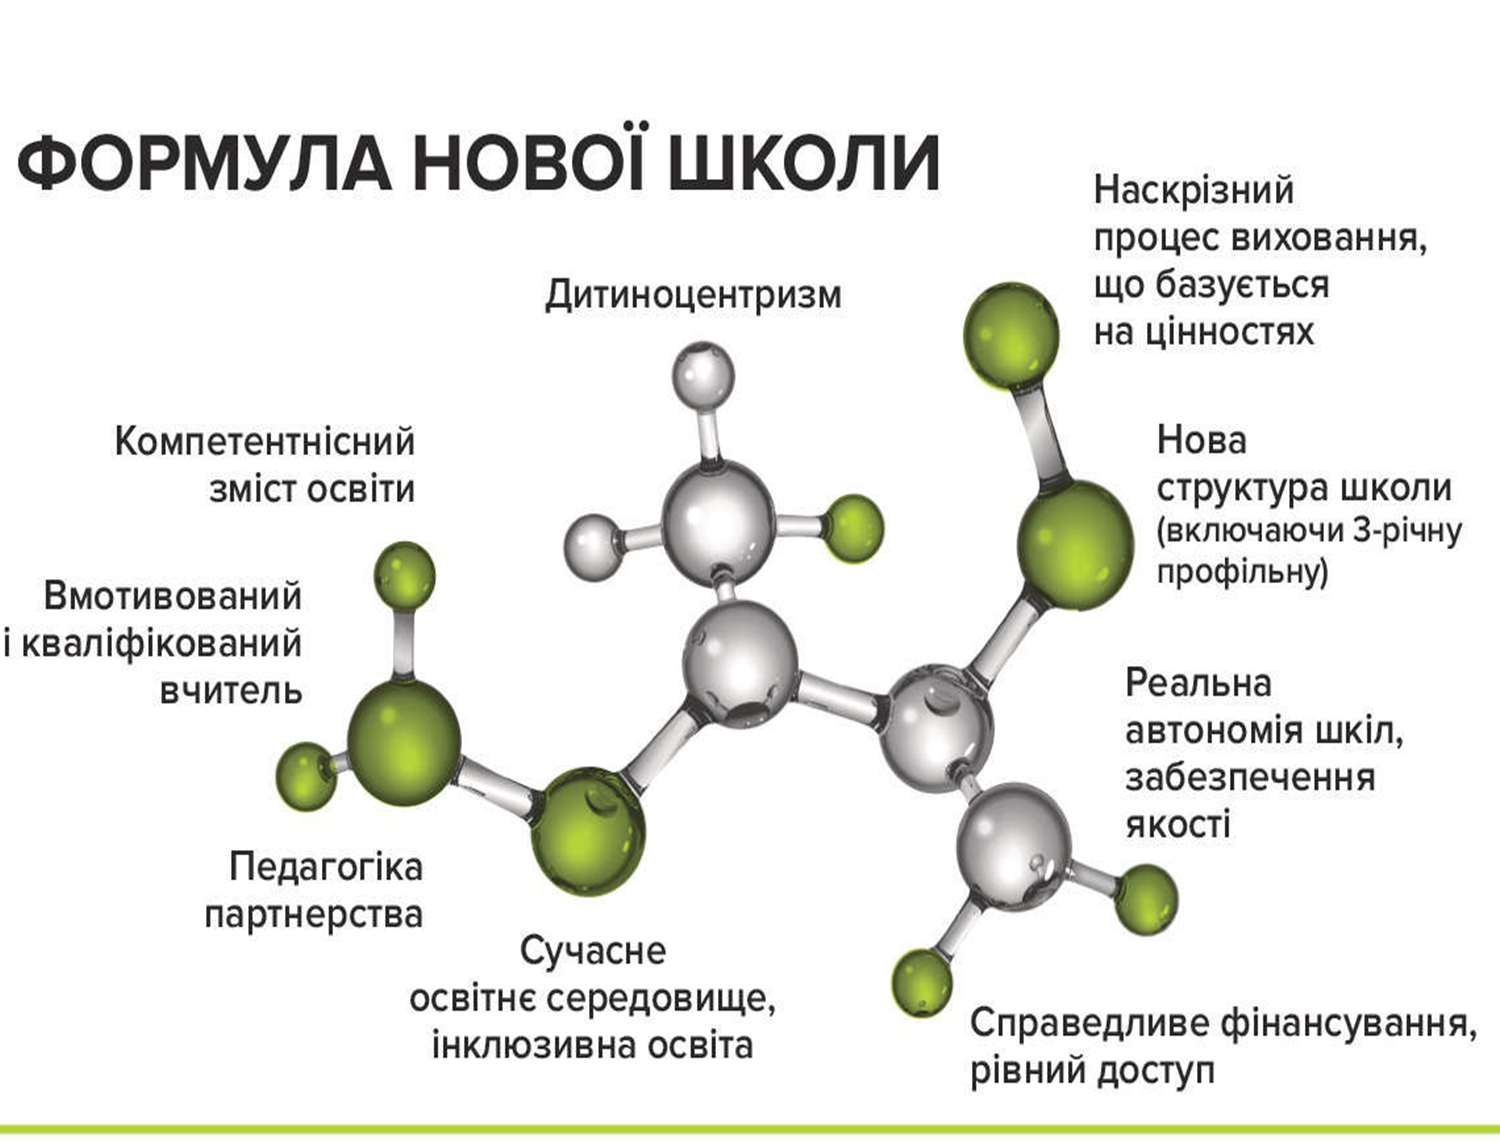 ФОРМУЛА НОВОЇ ШКОЛИ
Наскрізний
процес виховання,
що базується
на цінностях
Дитиноцентризм
Компетентнісний
зміст освіти
Нова
структура школи
(включаючи 3-річну
профільну)
Вмотивований
і кваліфікований
вчитель
Реальна
автономія шкіл,
забезпечення
якості
Педагогіка
партнерства
Сучасне
освітнє середовище,
інклюзивна освіта
Справедливе фінансування,
рівний доступ